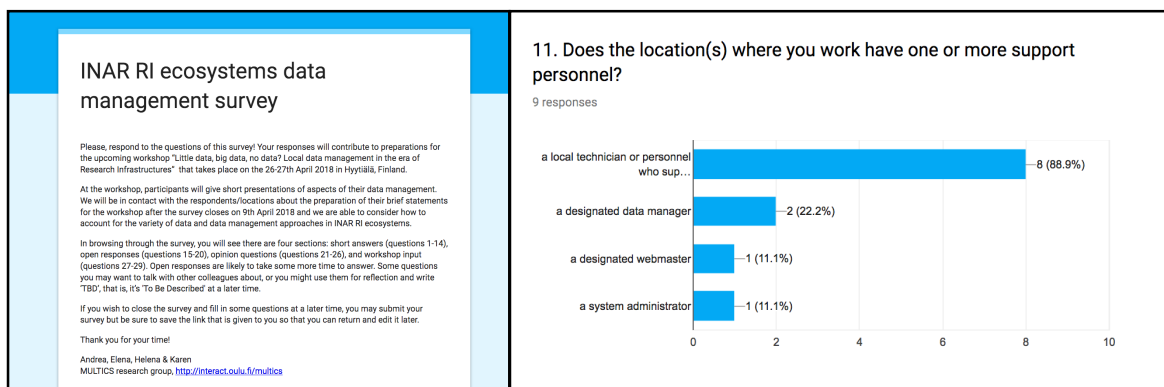 INAR RI ecosystems data
management survey
Please, respond to the questions of this survey! Your responses will contribute to preparations for
the upcoming workshop "Little data, big data, no data? Local data management in the era of
Research Infrastructures" that takes place on the 26-27th April 2018 in Hyytiälä, Finland.
At the workshop, participants will give short presentations of aspects of their data management.
We will be in contact with the respondents/locations about the preparation of their brief statements
for the workshop after the survey closes on 9th April 2018 and we are able to consider how to
account for the variety of data and data management approaches in INAR RI ecosystems.
In browsing through the survey, you will see there are four sections: short answers (questions 1-14),
open responses (questions 15-20), opinion questions (questions 21-26), and workshop input
(questions 27-29). Open responses are likely to take some more time to answer. Some questions
you may want to talk with other colleagues about, or you might use them for reflection and write
'TBD', that is, it's 'To Be Described' at a later time.
If you wish to close the survey and fill in some questions at a later time, you may submit your
survey but be sure to save the link that is given to you so that you can return and edit it later.
Thank you for your time!
Andrea, Elena, Helena & Karen
MULTICS research group, http://interact.oulu.fi/multics
11. Does the location(s) where you work have one or more support
personnel?
9 responses
a local technician or personnel
who sup…
8 (88.9%)
a designated data manager
2 (22.2%)
a designated webmaster
1 (11.1%)
a system administrator
1 (11.1%)
0 2 4 6 8 10